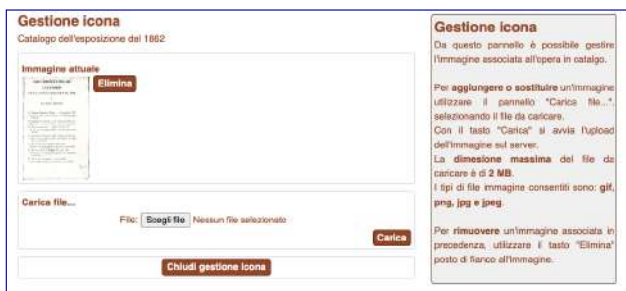 Gestione icona
Catalogo dell'esposizione del 1862
Immagine attuale
Elimina
Carica file...
File: Scegli file Nessun file selezionato
Carica
Chiudi gestione icona
Gestione icona
Da questo pannello è possibile gestire
l'immagine associata all'opera in catalgo.
Per aggiungere o sostituire un'immagine
utilizzare il pannello "Carica file...",
selezionando il file da caricare.
Con il tasto "Carica" si avvia l'upload
dell'immagine sul server.
La dimesione massima del file da
caricare è di 2 MB.
I tipi di file immagine consentiti sono: gif,
png, jpg e jpeg.
Per rimuovere un'immagine associata in
precedenza, utilizzare il tasto "Elimina"
posto di fianco all'immagine.